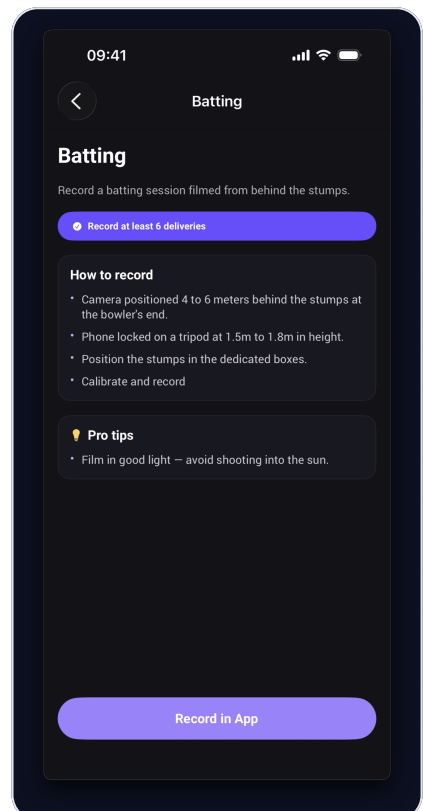 09:41
Batting
Batting
Record a batting session filmed from behind the stumps.
Record at least 6 deliveries
How to record
• Camera positioned 4 to 6 meters behind the stumps at
the bowler's end.
• Phone locked on a tripod at 1.5m to 1.8m in height.
• Position the stumps in the dedicated boxes.
• Calibrate and record
Pro tips
• Film in good light — avoid shooting into the sun.
Record in App